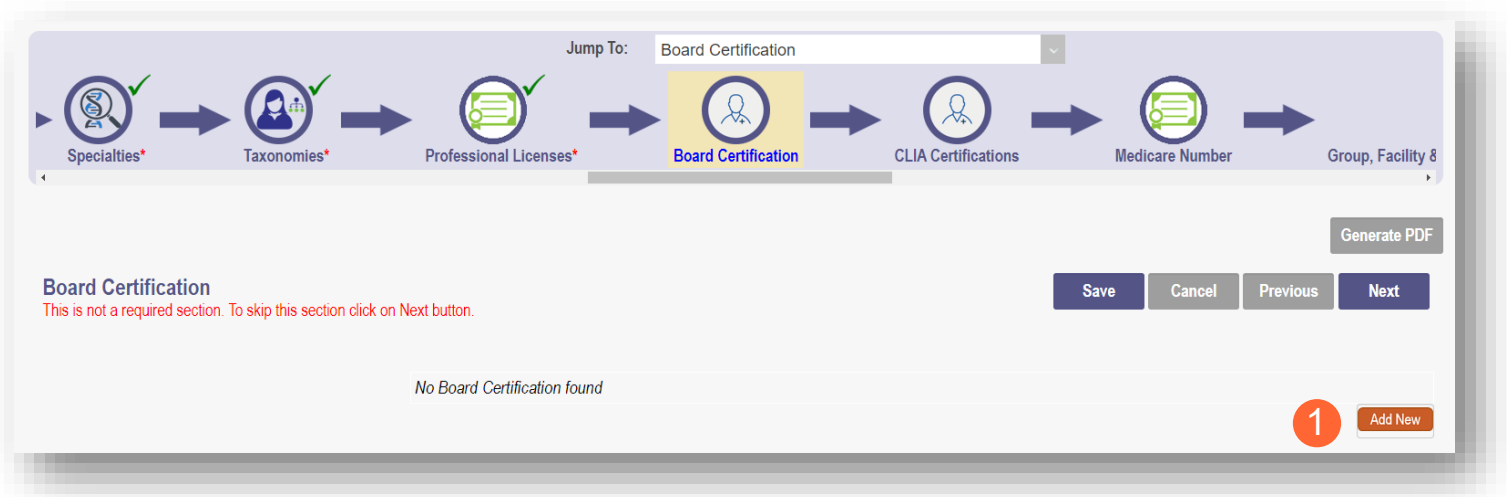 Jump To: Board Certification
Specialties* Taxonomies* Professional Licenses* Board Certification CLIA Certifications Medicare Number Group, Facility &
Generate PDF
Board Certification Save Cancel Previous Next
This is not a required section. To skip this section click on Next button.
No Board Certification found
1 Add New